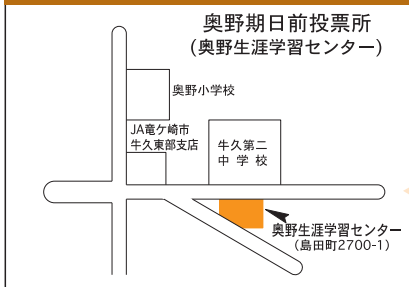 奥野期日前投票所
(奥野生涯学習センター)
奥野小学校
JA竜ケ崎市
牛久東部支店
牛久第二
中学校
奥野生涯学習センター
(島田町2700-1)